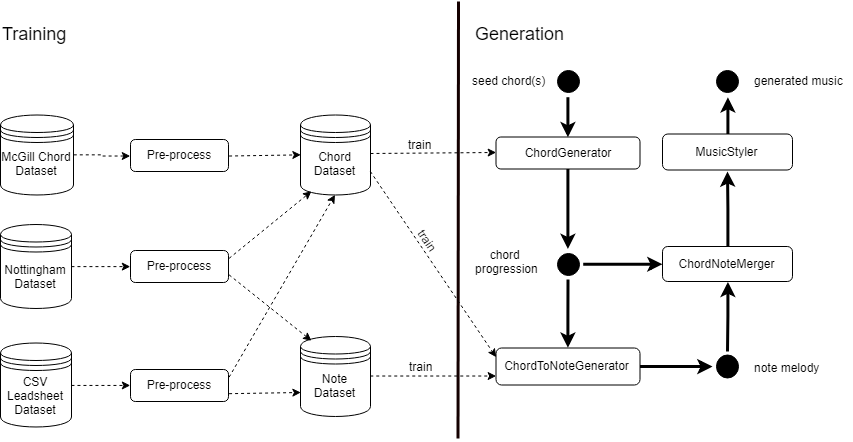 Training
Generation
seed chord(s)
generated music
McGill Chord
Dataset
Pre-process
Chord
Dataset
train
ChordGenerator
MusicStyler
train
Nottingham
Dataset
Pre-process
chord
progression
ChordNoteMerger
CSV
Leadsheet
Dataset
Pre-process
Note
Dataset
train
ChordToNoteGenerator
note melody